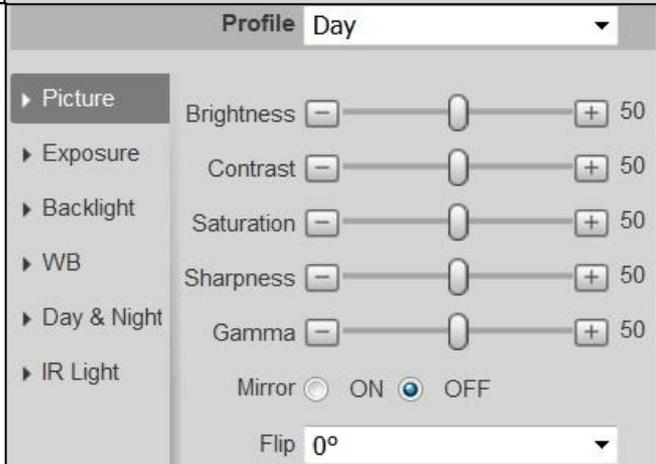 Profile Day
Picture
Exposure
Backlight
WB
Day & Night
IR Light
Brightness − + 50
Contrast − + 50
Saturation − + 50
Sharpness − + 50
Gamma − + 50
Mirror ON OFF
Flip 0°